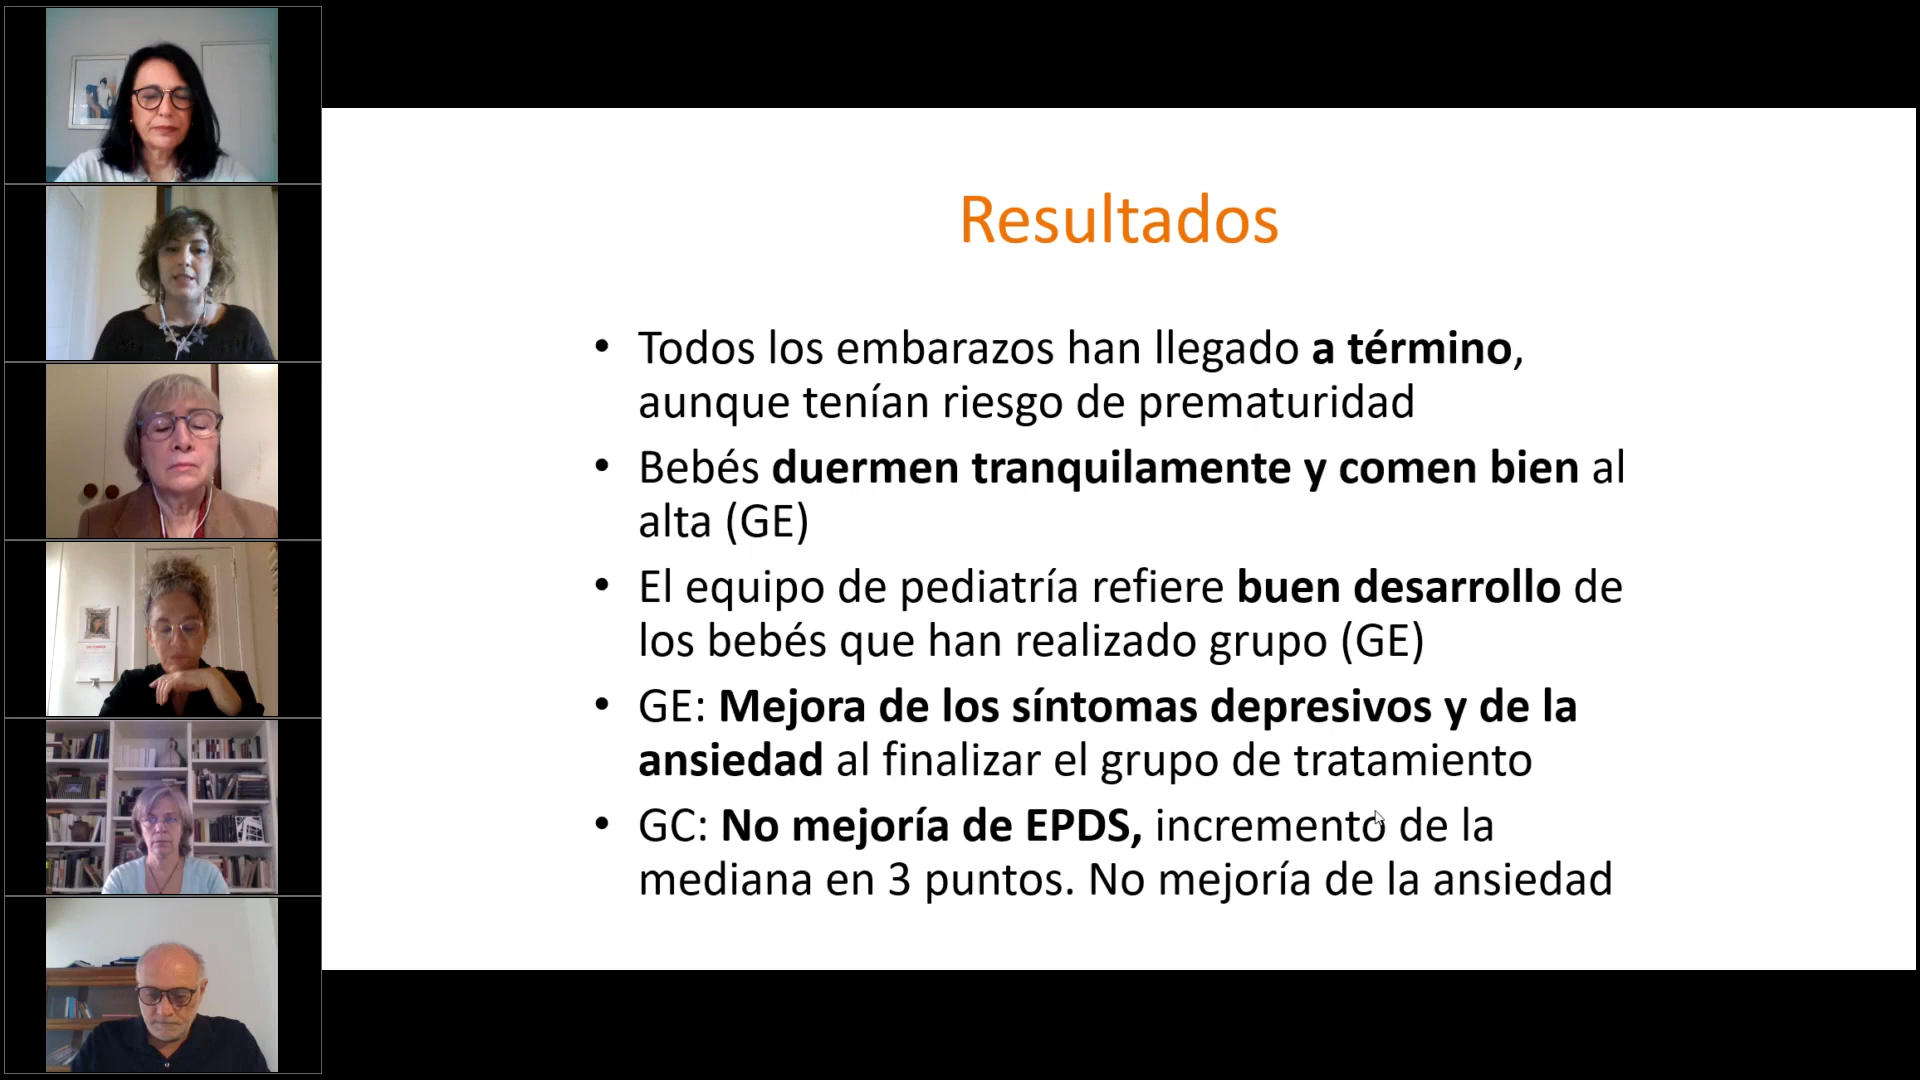 Resultados
• Todos los embarazos han llegado a término,
aunque tenían riesgo de prematuridad
• Bebés duermen tranquilamente y comen bien al
alta (GE)
• El equipo de pediatría refiere buen desarrollo de
los bebés que han realizado grupo (GE)
• GE: Mejora de los síntomas depresivos y de la
ansiedad al finalizar el grupo de tratamiento
• GC: No mejoría de EPDS, incremento de la
mediana en 3 puntos. No mejoría de la ansiedad